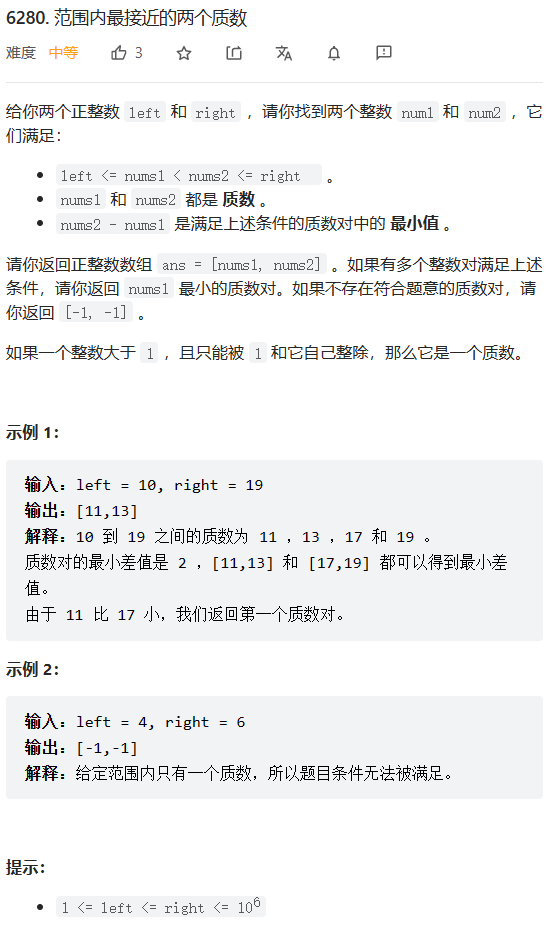 6280. 范围内最接近的两个质数
难度 中等 3
给你两个正整数 left 和 right ，请你找到两个整数 num1 和 num2 ，它
们满足：
• left <= nums1 < nums2 <= right 。
• nums1 和 nums2 都是 质数 。
• nums2 - nums1 是满足上述条件的质数对中的 最小值 。
请你返回正整数数组 ans = [nums1, nums2] 。如果有多个整数对满足上述
条件，请你返回 nums1 最小的质数对。如果不存在符合题意的质数对，请
你返回 [-1, -1] 。
如果一个整数大于 1 ，且只能被 1 和它自己整除，那么它是一个质数。
示例 1：
输入：left = 10, right = 19
输出：[11,13]
解释：10 到 19 之间的质数为 11 ，13 ，17 和 19 。
质数对的最小差值是 2 ，[11,13] 和 [17,19] 都可以得到最小差
值。
由于 11 比 17 小，我们返回第一个质数对。
示例 2：
输入：left = 4, right = 6
输出：[-1,-1]
解释：给定范围内只有一个质数，所以题目条件无法被满足。
提示：
• 1 <= left <= right <= 10⁶